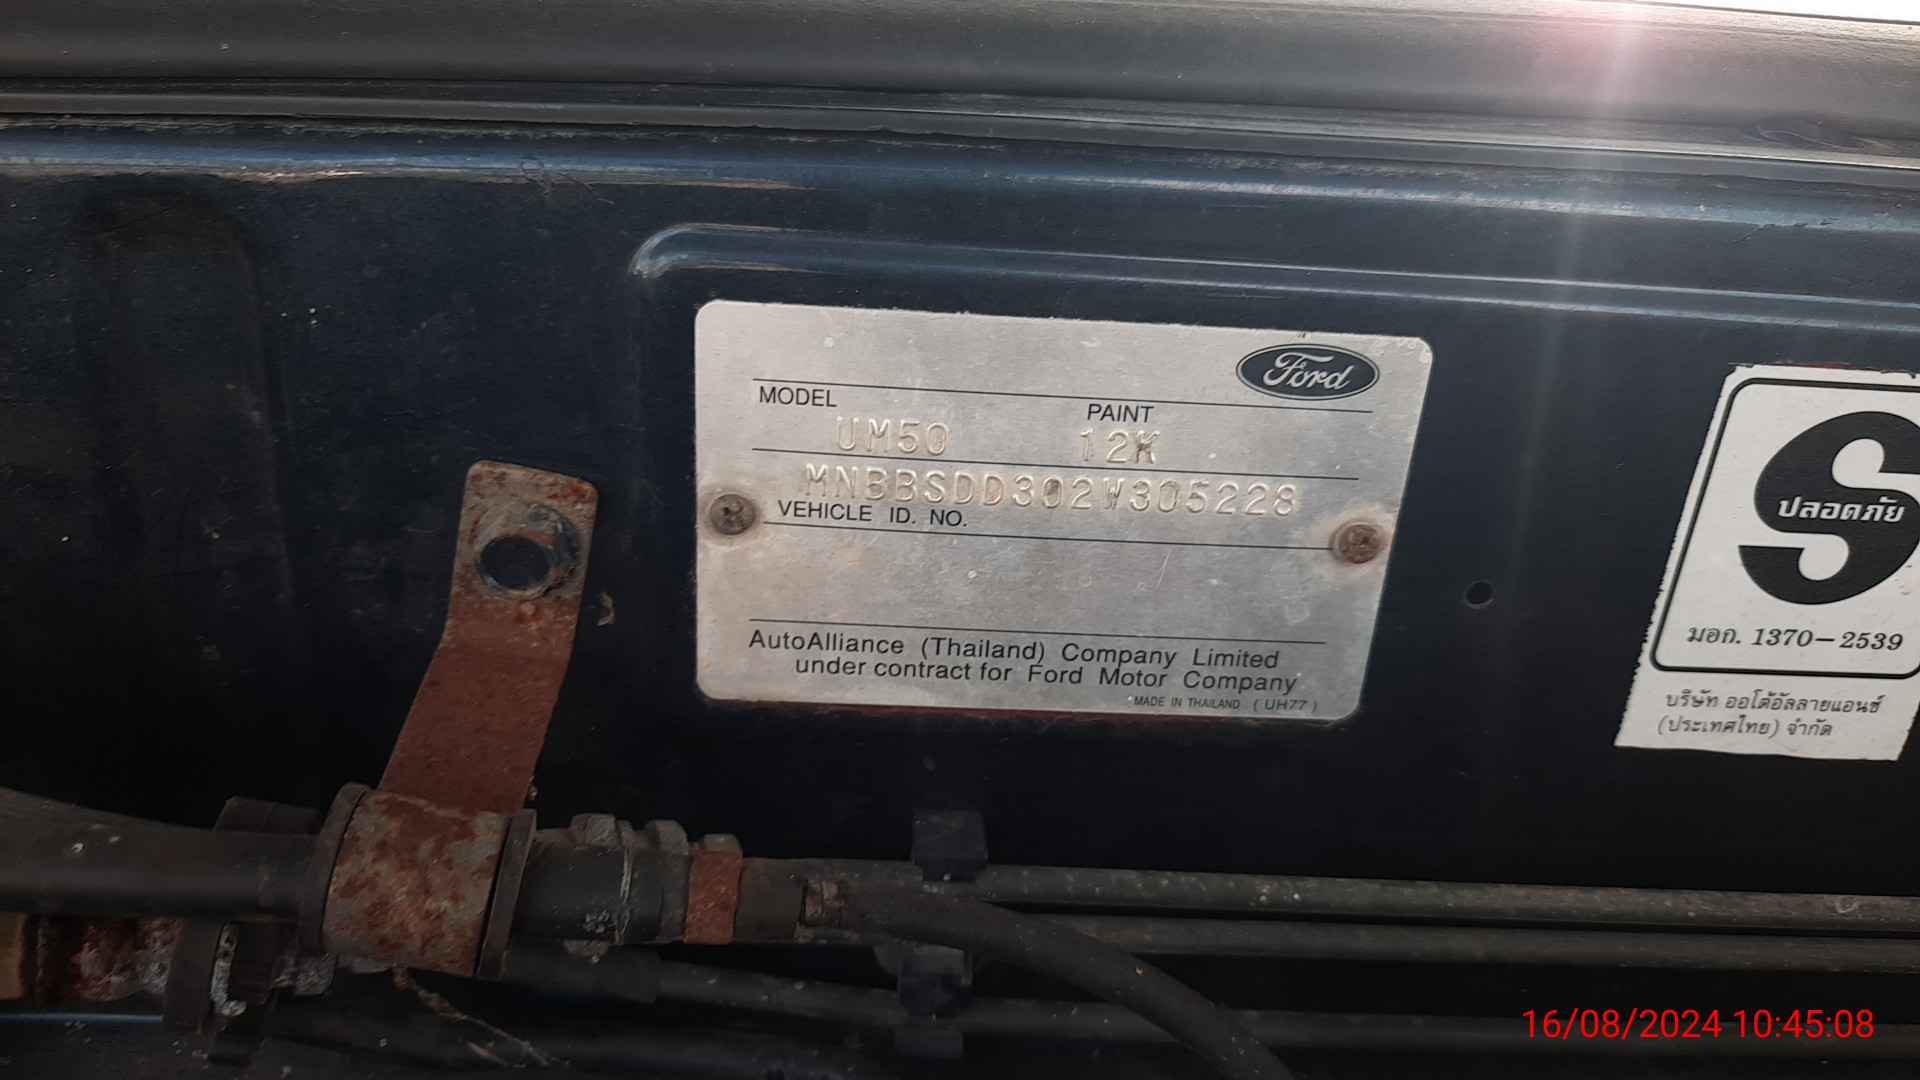 Ford
MODEL PAINT
UM50 12K
MNBBSDD302W305228
VEHICLE ID. NO.
AutoAlliance (Thailand) Company Limited
under contract for Ford Motor Company
MADE IN THAILAND (UH77)
ปลอดภัย
มอก. 1370-2539
บริษัท ออโต้อัลลายแอนซ์
(ประเทศไทย) จำกัด
16/08/2024 10:45:08